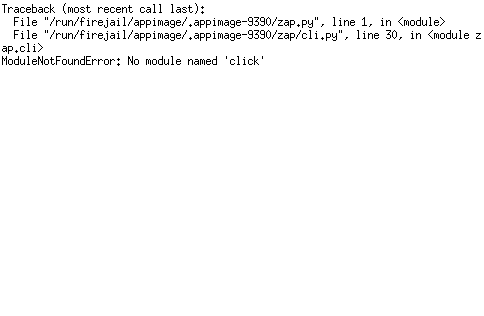 Traceback (most recent call last):
  File "/run/firejail/appimage/.appimage-9390/zap.py", line 1, in <module>
  File "/run/firejail/appimage/.appimage-9390/zap/cli.py", line 30, in <module z
ap.cli>
ModuleNotFoundError: No module named 'click'